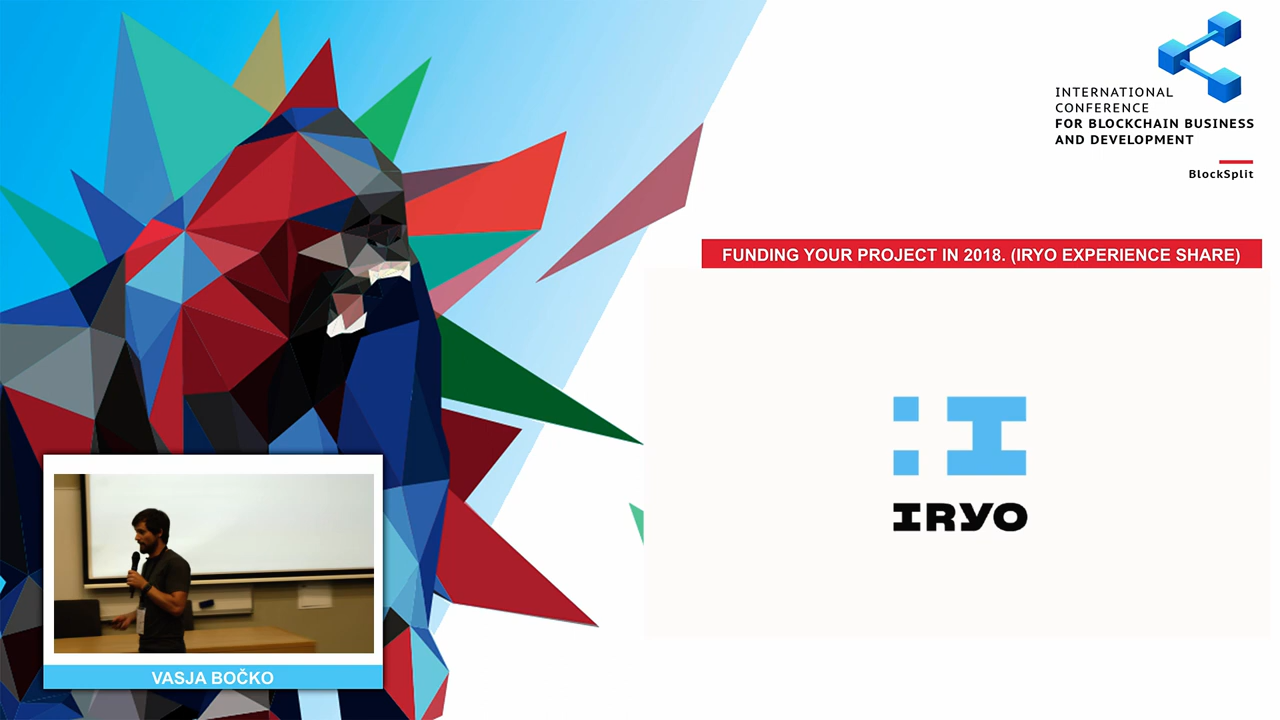 INTERNATIONAL
CONFERENCE
FOR BLOCKCHAIN BUSINESS
AND DEVELOPMENT
BlockSplit
FUNDING YOUR PROJECT IN 2018. (IRYO EXPERIENCE SHARE)
IRYO
VASJA BOČKO